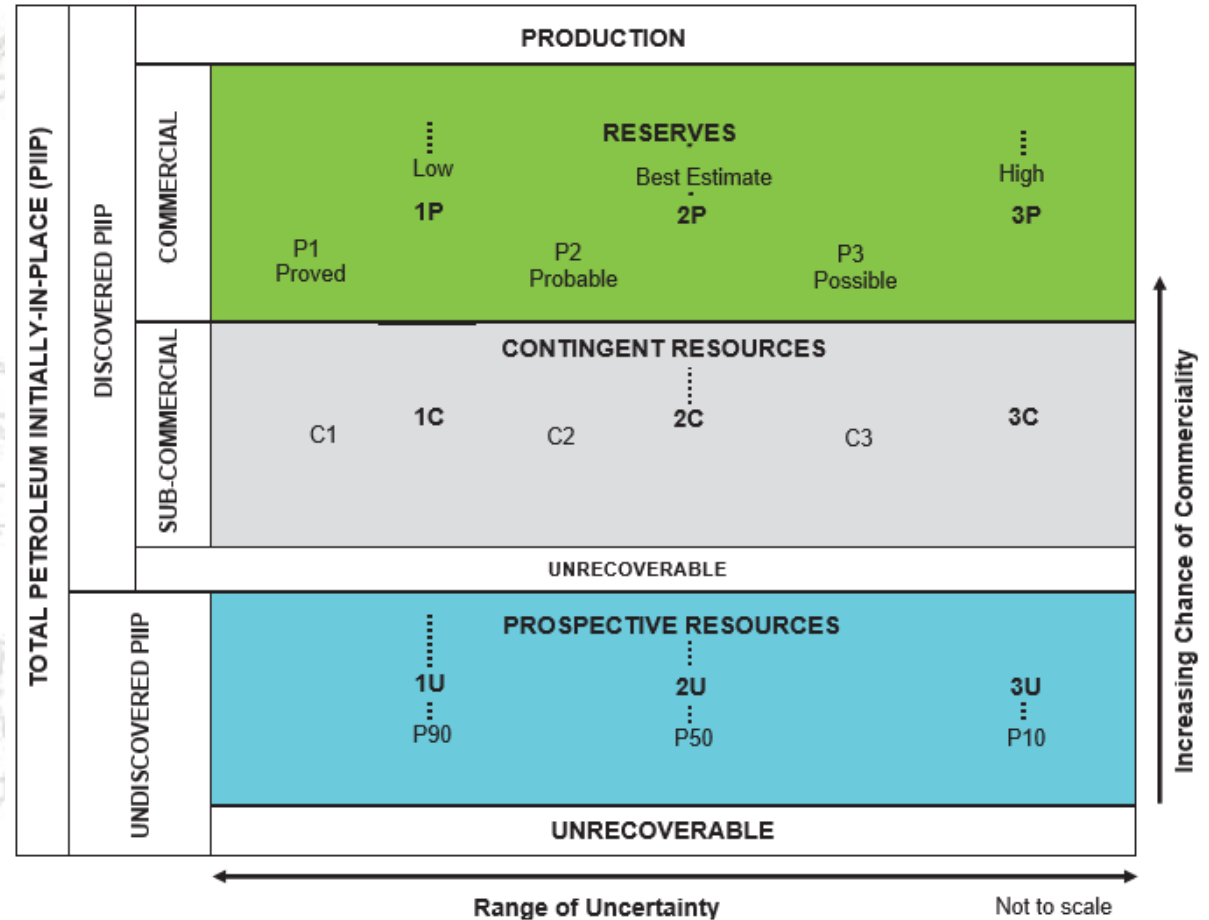 TOTAL PETROLEUM INITIALLY-IN-PLACE (PIIP)
DISCOVERED PIIP
UNDISCOVERED PIIP
COMMERCIAL
SUB-COMMERCIAL
PRODUCTION
RESERVES
Low
Best Estimate
High
1P
2P
3P
P1
Proved
P2
Probable
P3
Possible
CONTINGENT RESOURCES
1C
2C
3C
C1
C2
C3
UNRECOVERABLE
PROSPECTIVE RESOURCES
1U
2U
3U
P90
P50
P10
UNRECOVERABLE
Increasing Chance of Commerciality
Range of Uncertainty
Not to scale